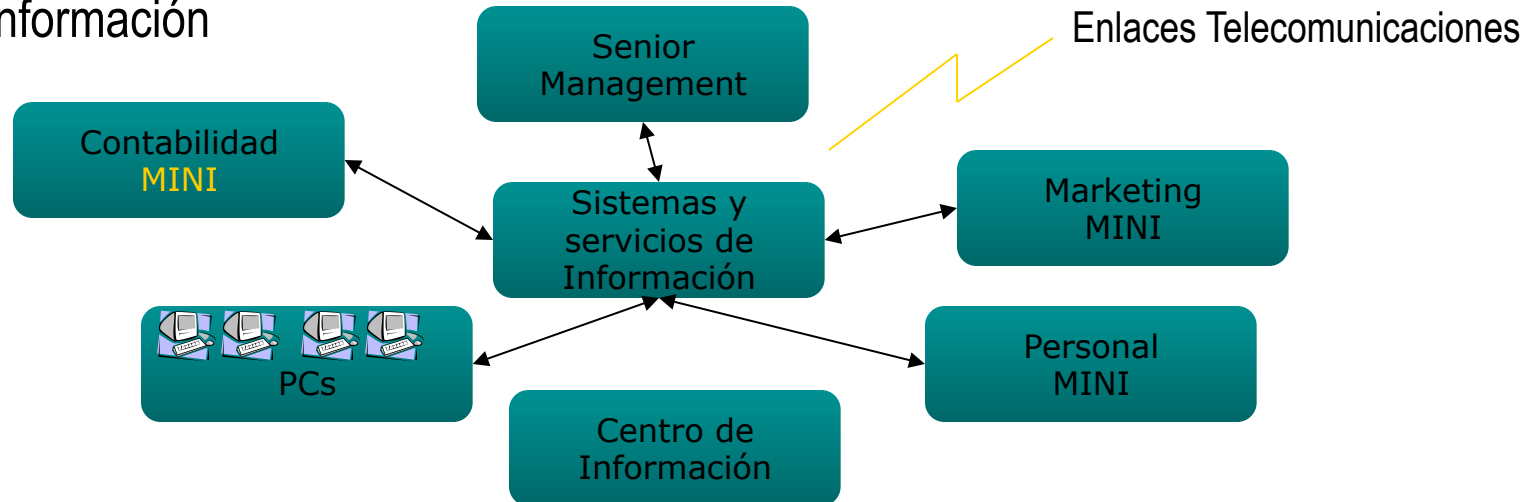 nformación
Enlaces Telecomunicaciones
Senior
Management
Contabilidad
MINI
Sistemas y
servicios de
Información
Marketing
MINI
PCs
Personal
MINI
Centro de
Información